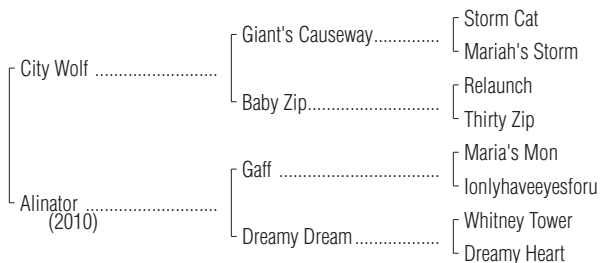 Storm Cat
Giant's Causeway..............
Mariah's Storm
City Wolf ..........................
Relaunch
Baby Zip............................
Thirty Zip
Maria's Mon
Gaff ..................................
Ionlyhaveeyesforu
Alinator ............................
(2010)
Whitney Tower
Dreamy Dream..................
Dreamy Heart